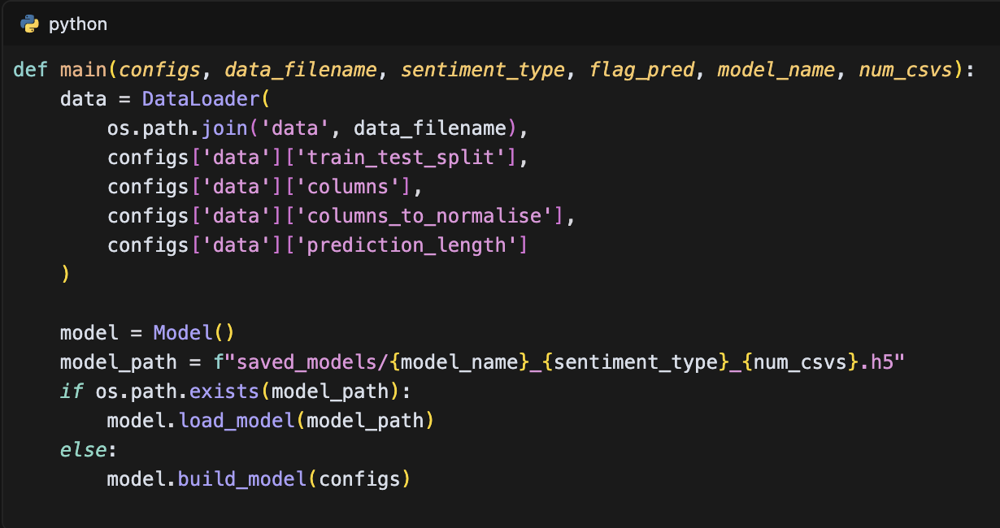 python
def main(configs, data_filename, sentiment_type, flag_pred, model_name, num_csvs):
    data = DataLoader(
        os.path.join('data', data_filename),
        configs['data']['train_test_split'],
        configs['data']['columns'],
        configs['data']['columns_to_normalise'],
        configs['data']['prediction_length']
    )

    model = Model()
    model_path = f"saved_models/{model_name}_{sentiment_type}_{num_csvs}.h5"
    if os.path.exists(model_path):
        model.load_model(model_path)
    else:
        model.build_model(configs)